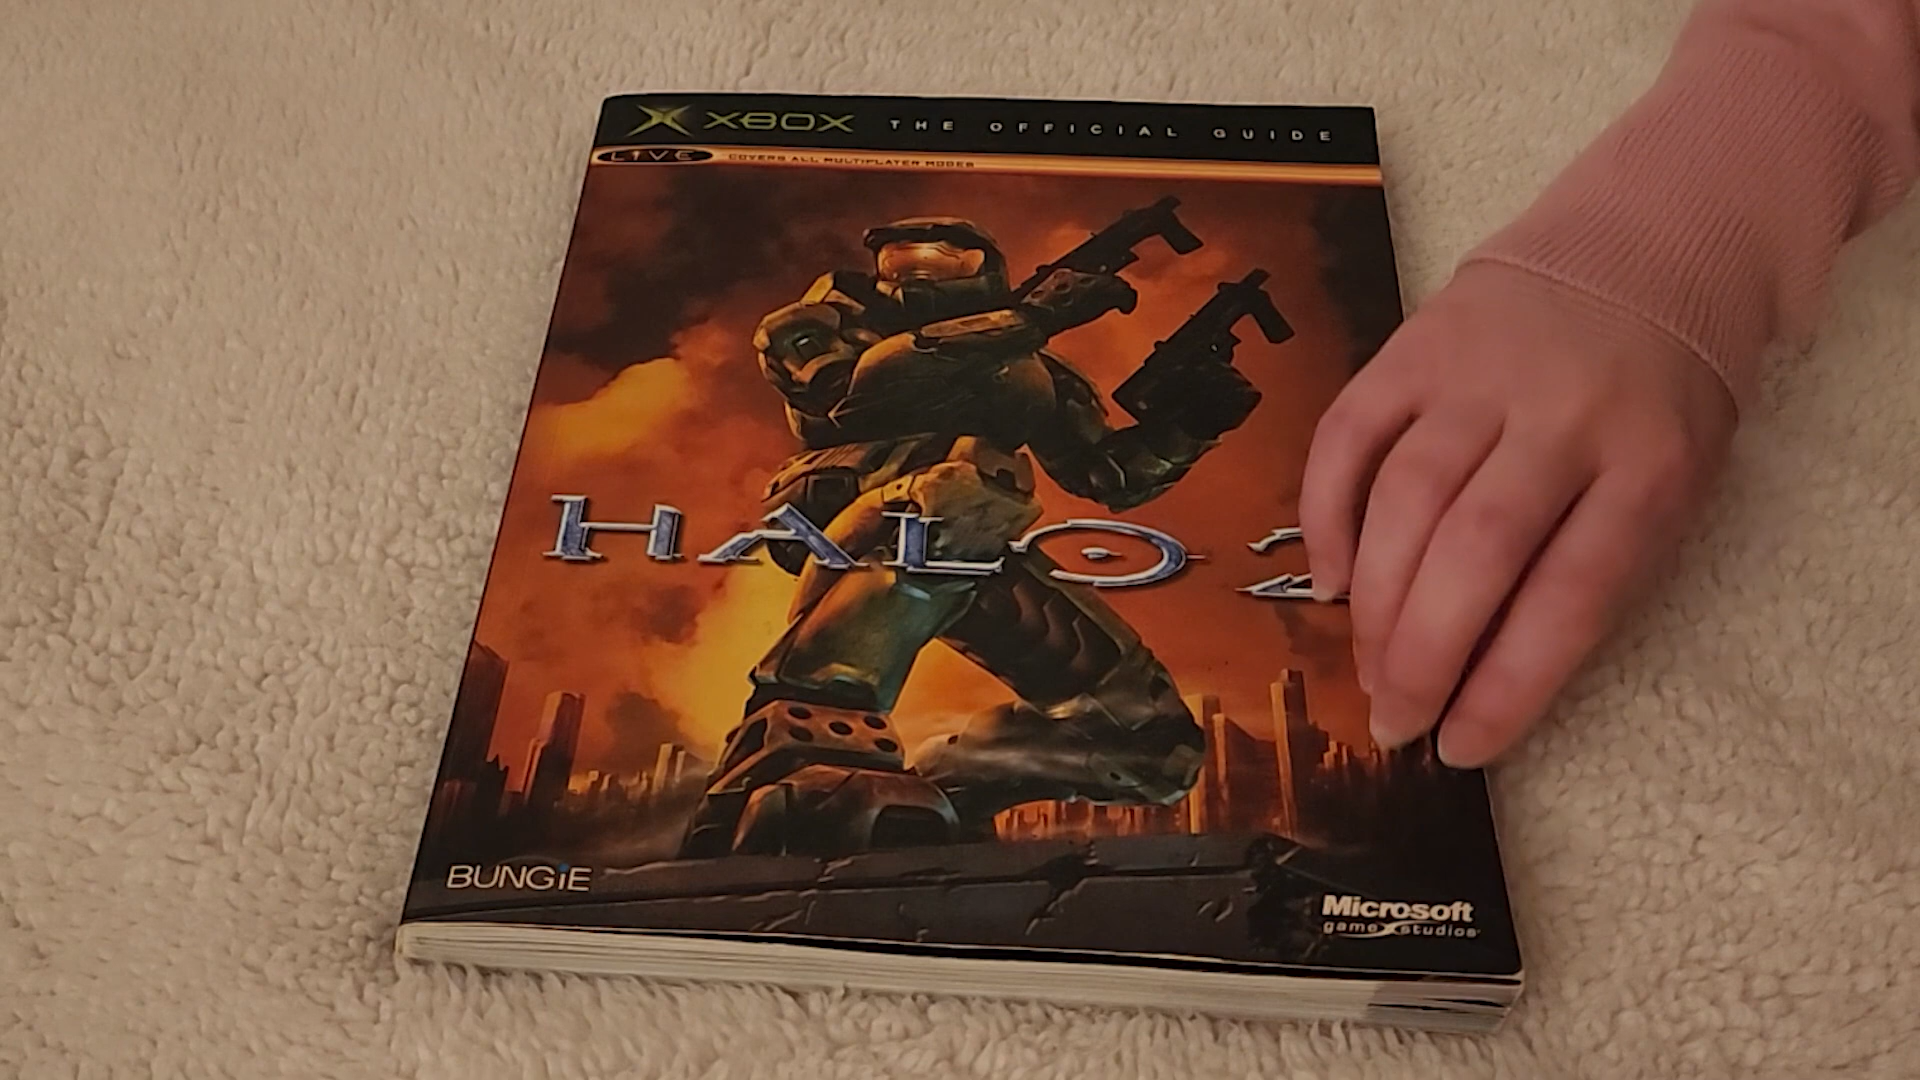 XBOX THE OFFICIAL GUIDE
LIVE COVERS ALL MULTIPLAYER MODES
HALO 2
BUNGiE
Microsoft
game studios